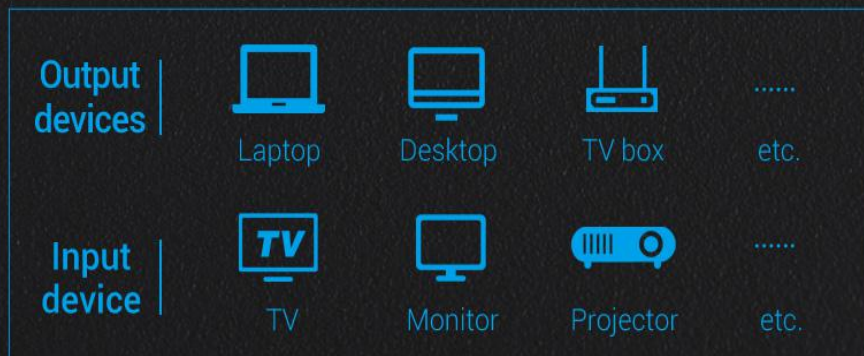 Output
devices
Laptop
Desktop
TV box
......
etc.
Input
device
TV
TV
Monitor
Projector
......
etc.